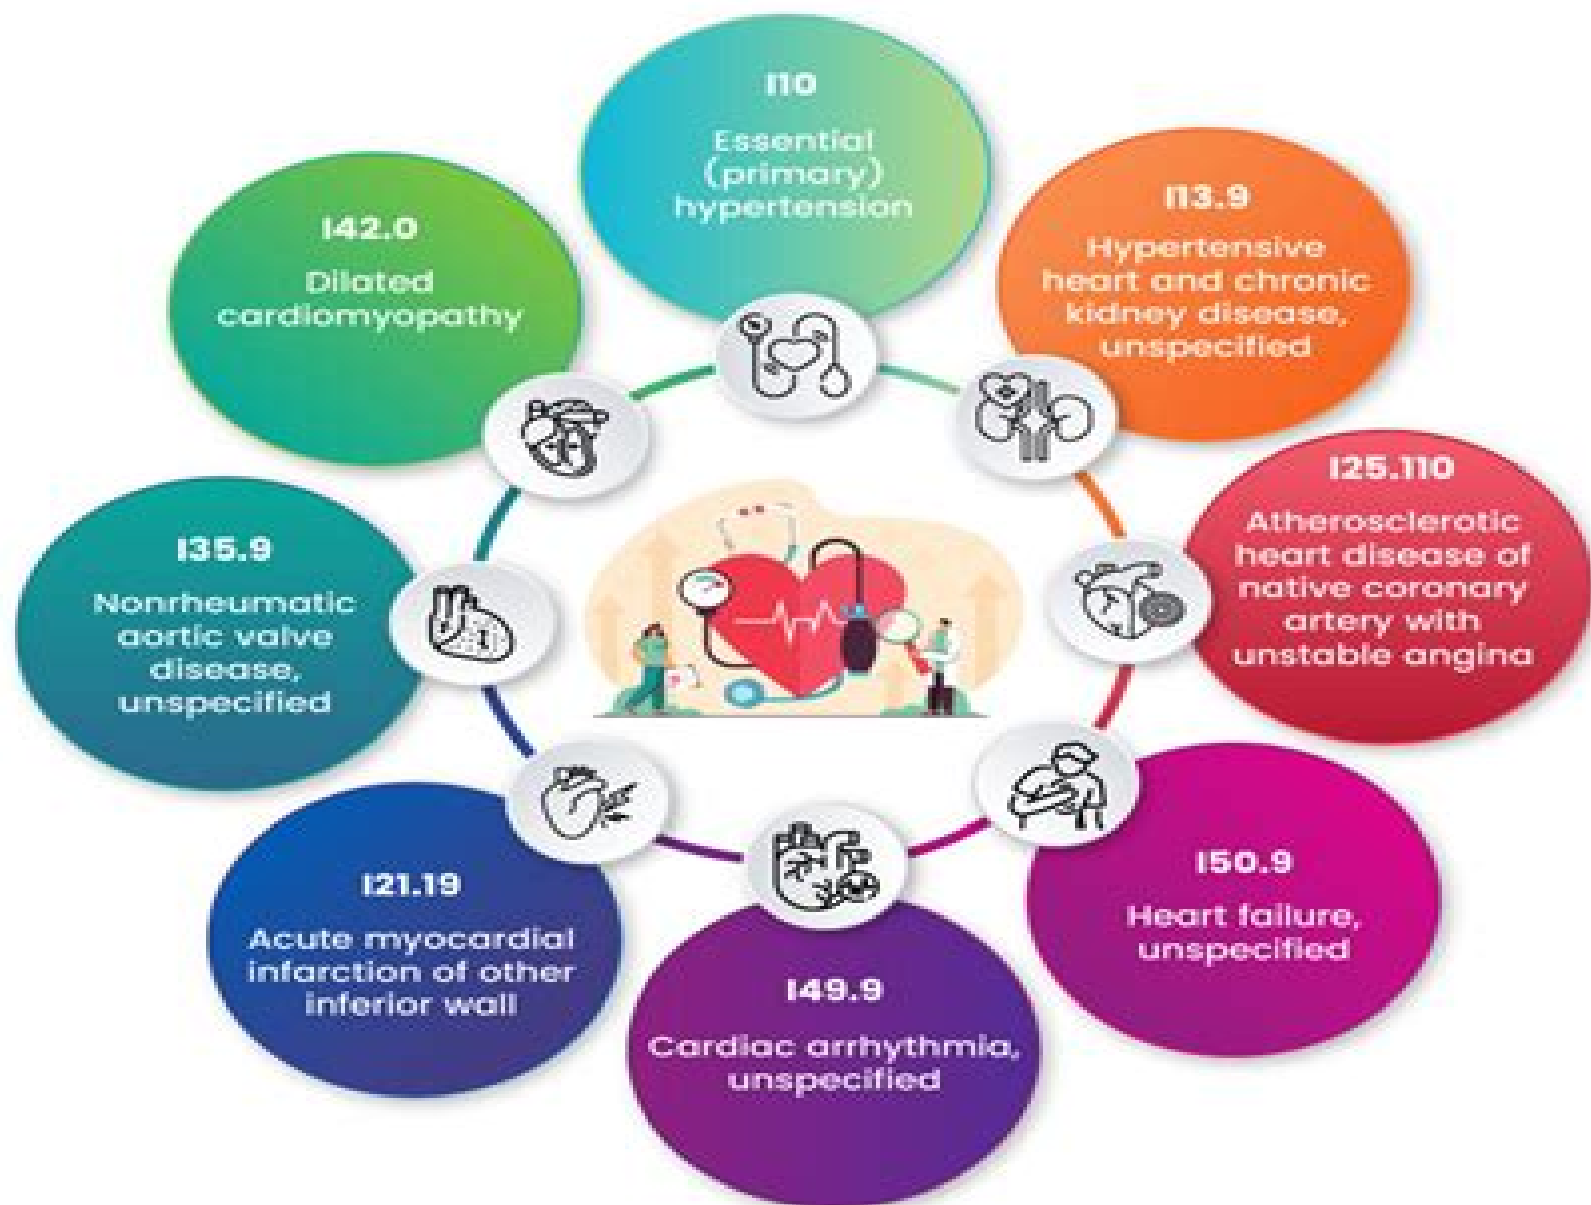 I10
Essential
(primary)
hypertension
I13.9
Hypertensive
heart and chronic
kidney disease,
unspecified
I25.110
Atherosclerotic
heart disease of
native coronary
artery with
unstable angina
I50.9
Heart failure,
unspecified
I49.9
Cardiac arrhythmia,
unspecified
I21.19
Acute myocardial
infarction of other
inferior wall
I35.9
Nonrheumatic
aortic valve
disease,
unspecified
I42.0
Dilated
cardiomyopathy